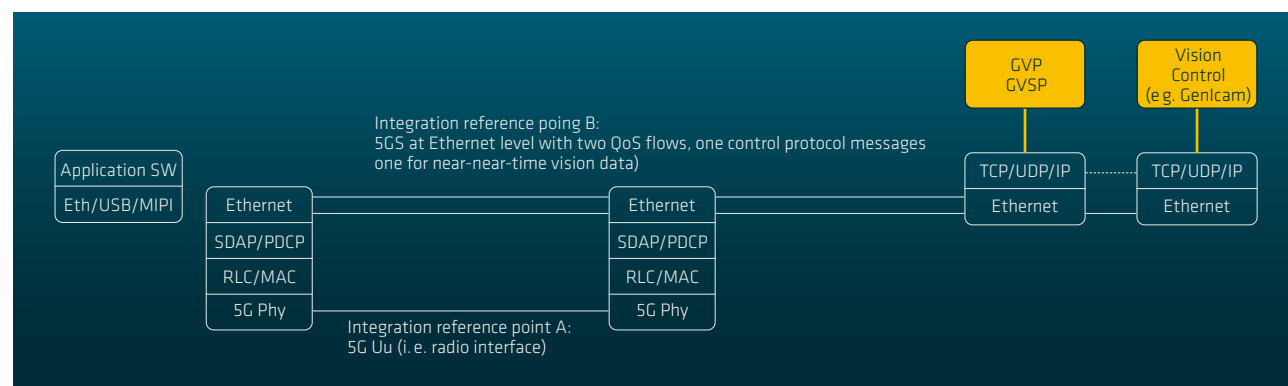 GVP
GVSP
Vision
Control
(e g. GenIcam)
Integration reference poing B:
5GS at Ethernet level with two QoS flows, one control protocol messages
one for near-near-time vision data)
Application SW
Eth/USB/MIPI
TCP/UDP/IP
Ethernet
TCP/UDP/IP
Ethernet
Ethernet
SDAP/PDCP
RLC/MAC
5G Phy
Ethernet
SDAP/PDCP
RLC/MAC
5G Phy
Integration reference point A:
5G Uu (i. e. radio interface)